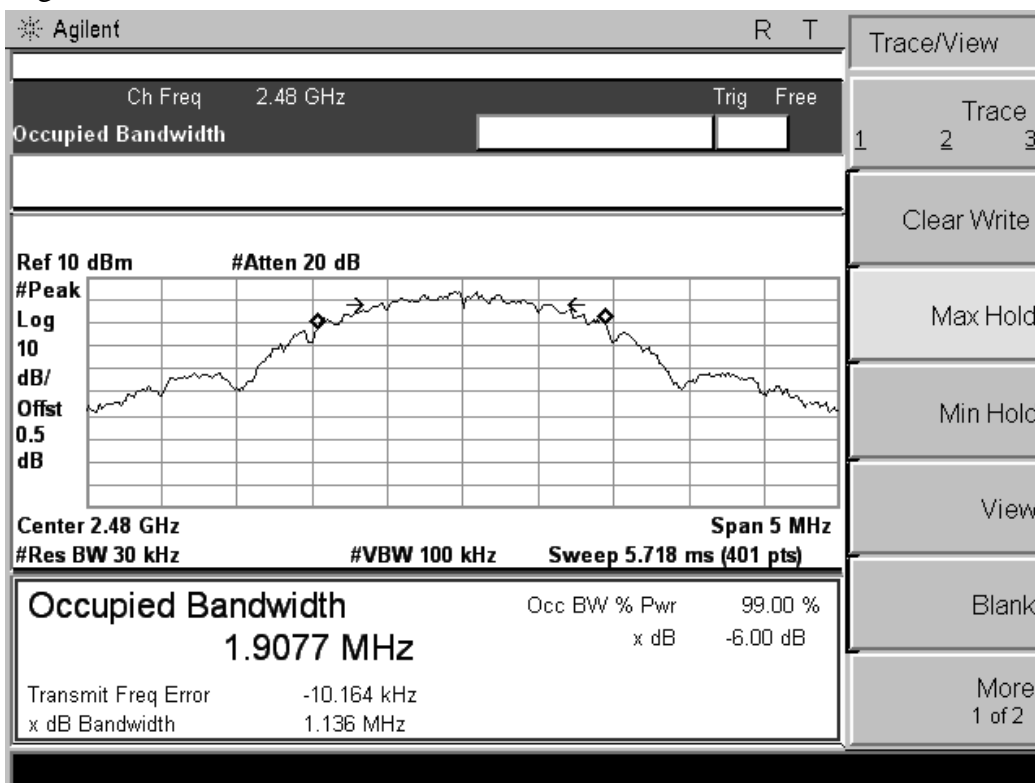 Agilent R T
Trace/View
Ch Freq 2.48 GHz Trig Free
Occupied Bandwidth
Trace
1 2 3
Clear Write
Ref 10 dBm #Atten 20 dB
#Peak
Log
10
dB/
Offst
0.5
dB
Max Hold
Min Hold
Center 2.48 GHz Span 5 MHz
#Res BW 30 kHz #VBW 100 kHz Sweep 5.718 ms (401 pts)
View
Occupied Bandwidth
1.9077 MHz
Occ BW % Pwr 99.00 %
x dB -6.00 dB
Transmit Freq Error -10.164 kHz
x dB Bandwidth 1.136 MHz
Blank
More
1 of 2